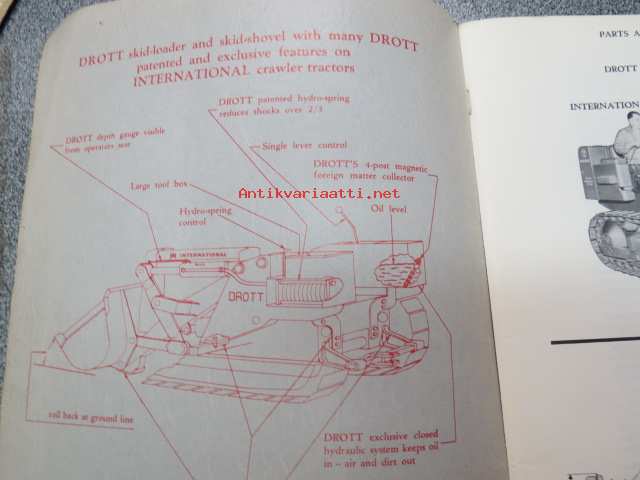 DROTT skid-loader and skid-shovel with many DROTT
patented and exclusive features on
INTERNATIONAL crawler tractors
DROTT patented hydro-spring
reduces shocks over 2/3
DROTT depth gauge visible
from operators seat
Single lever control
DROTT'S 4-post magnetic
foreign matter collector
Large tool box
Antikvariaatti.net
Hydro-spring
control
Oil level
INTERNATIONAL
DROTT
roll back at ground line
DROTT exclusive closed
hydraulic system keeps oil
in - air and dirt out
PARTS A
DROTT
INTERNATION